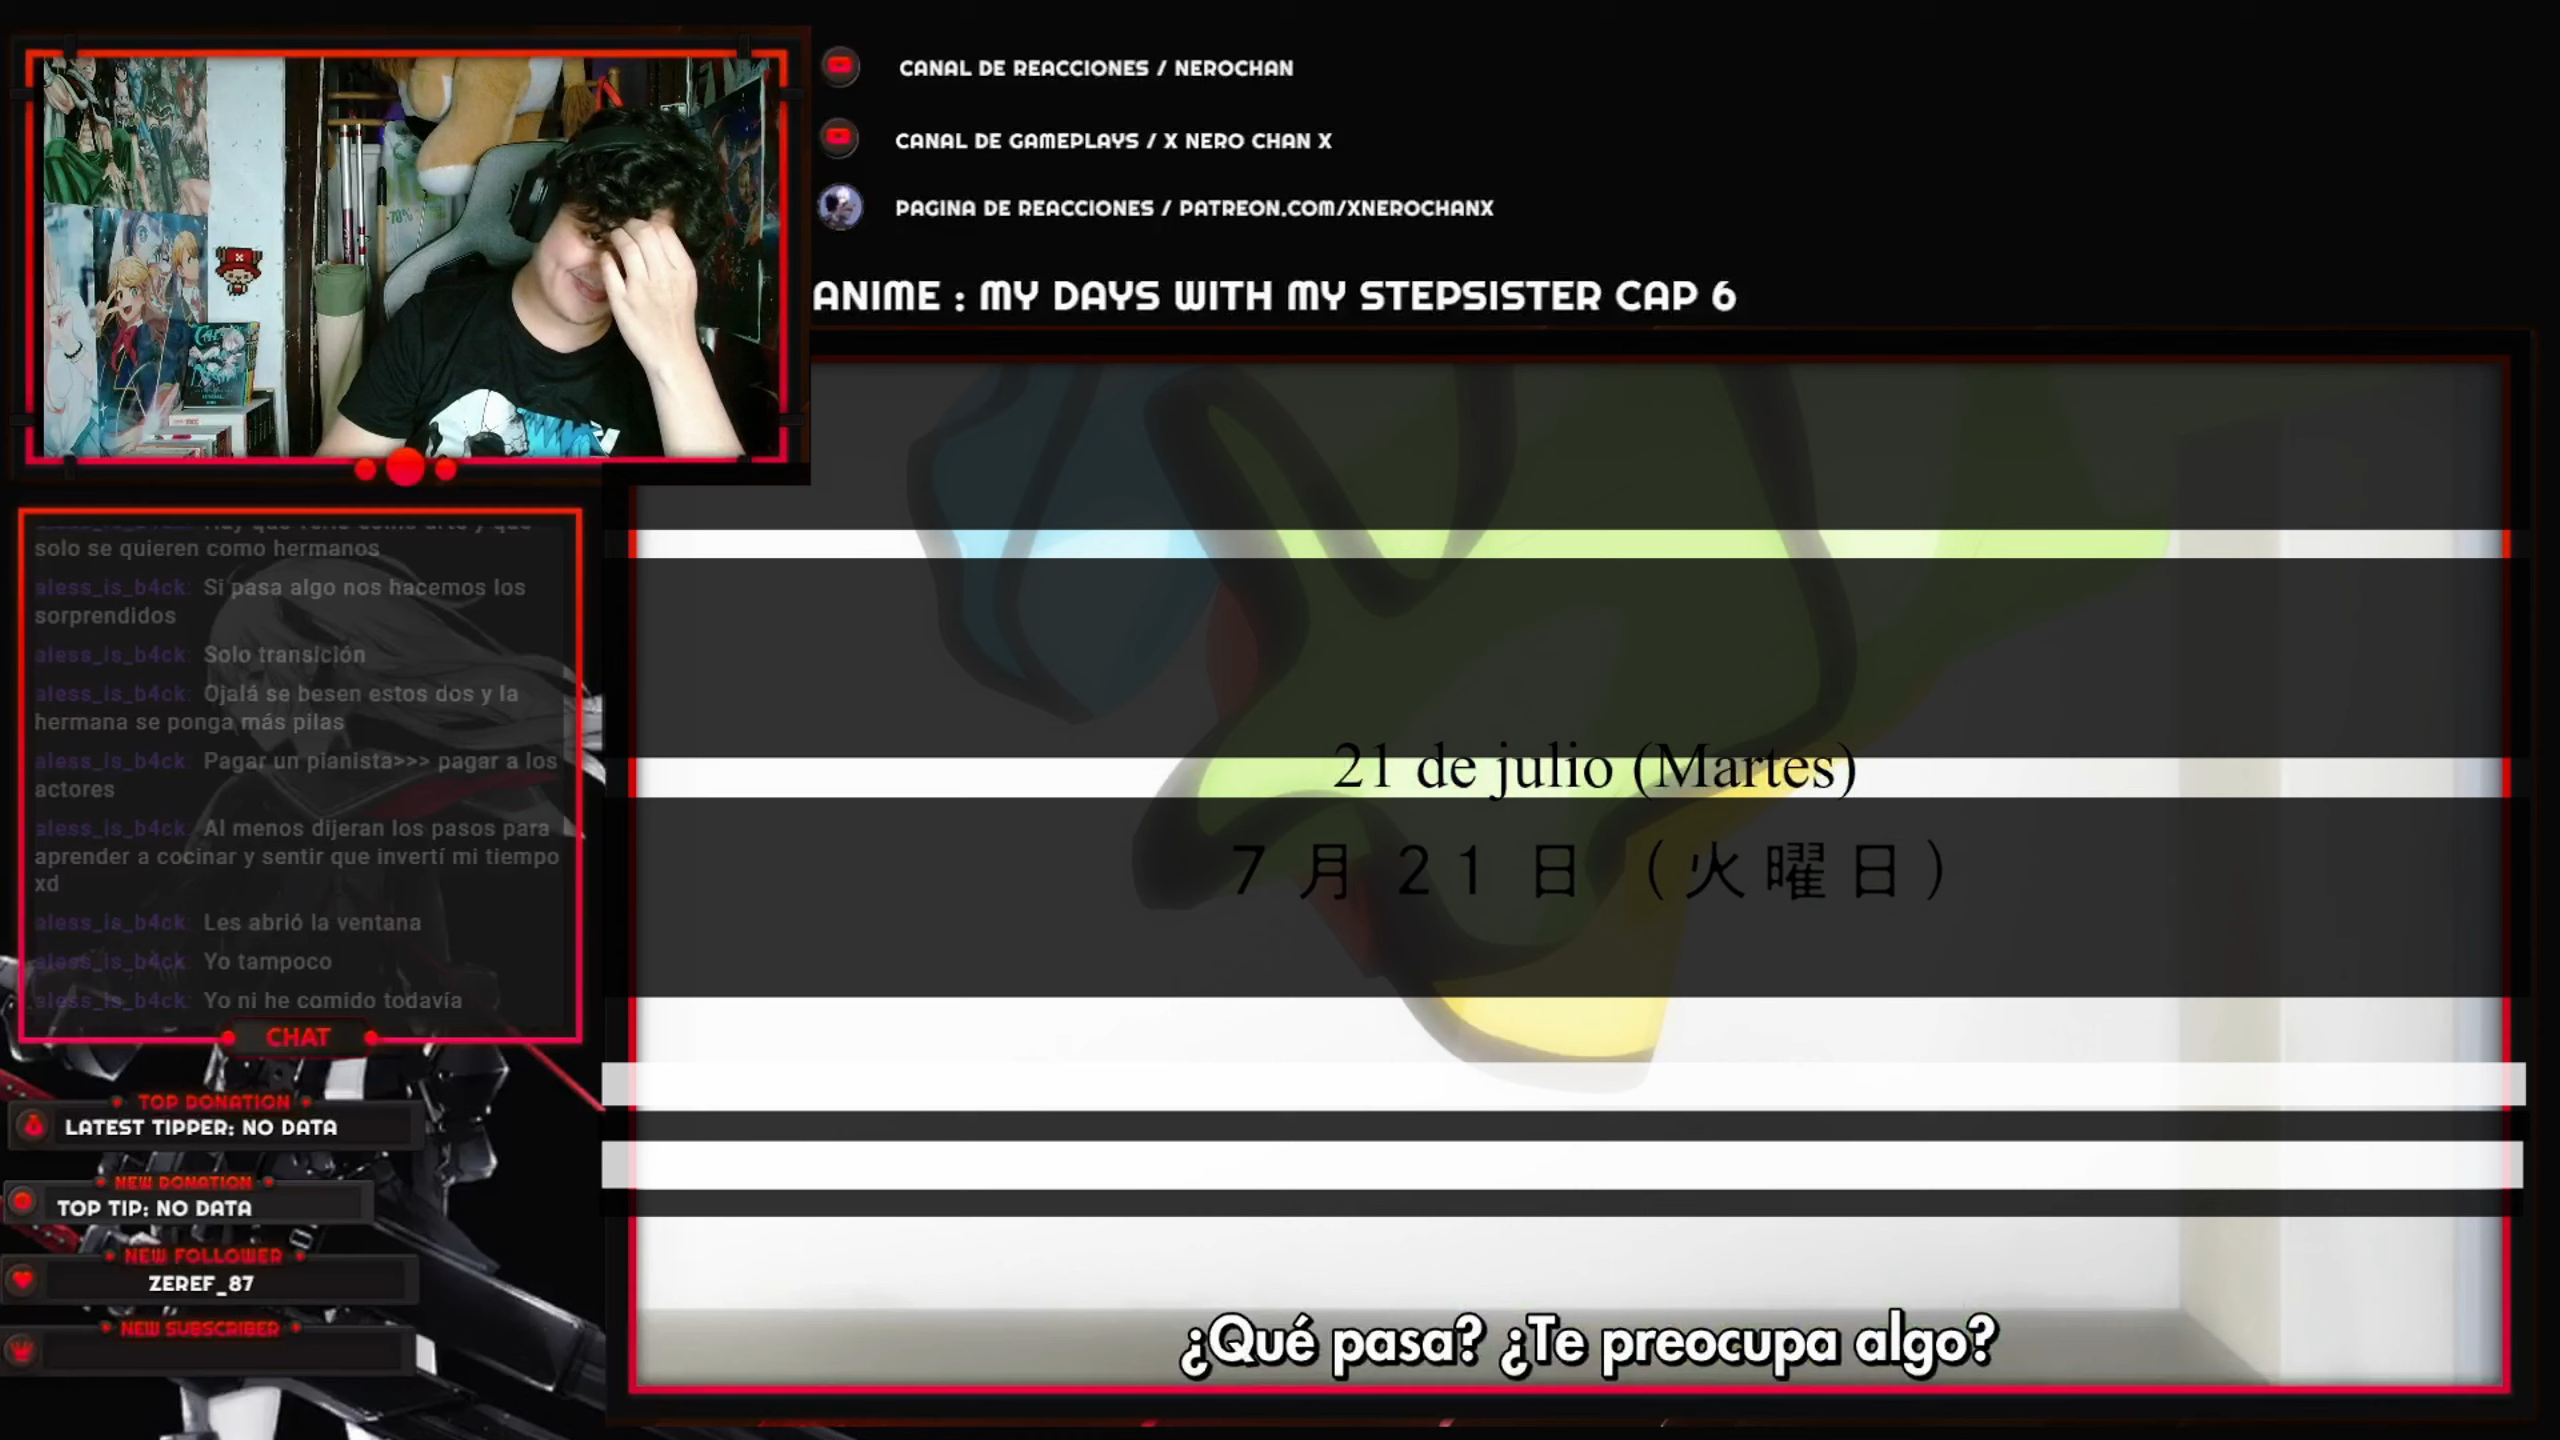 CANAL DE REACCIONES / NEROCHAN
CANAL DE GAMEPLAYS / X NERO CHAN X
PAGINA DE REACCIONES / PATREON.COM/XNEROCHANX
ANIME : MY DAYS WITH MY STEPSISTER CAP 6
-70%
solo se quieren como hermanos
aless_is_b4ck: Si pasa algo nos hacemos los
sorprendidos
aless_is_b4ck: Solo transición
aless_is_b4ck: Ojalá se besen estos dos y la
hermana se ponga más pilas
aless_is_b4ck: Pagar un pianista>>> pagar a los
actores
aless_is_b4ck: Al menos dijeran los pasos para
aprender a cocinar y sentir que invertí mi tiempo
xd
aless_is_b4ck: Les abrió la ventana
aless_is_b4ck: Yo tampoco
aless_is_b4ck: Yo ni he comido todavía
CHAT
TOP DONATION
LATEST TIPPER: NO DATA
NEW DONATION
TOP TIP: NO DATA
NEW FOLLOWER
ZEREF_87
NEW SUBSCRIBER
21 de julio (Martes)
7月21日（火曜日）
¿Qué pasa? ¿Te preocupa algo?